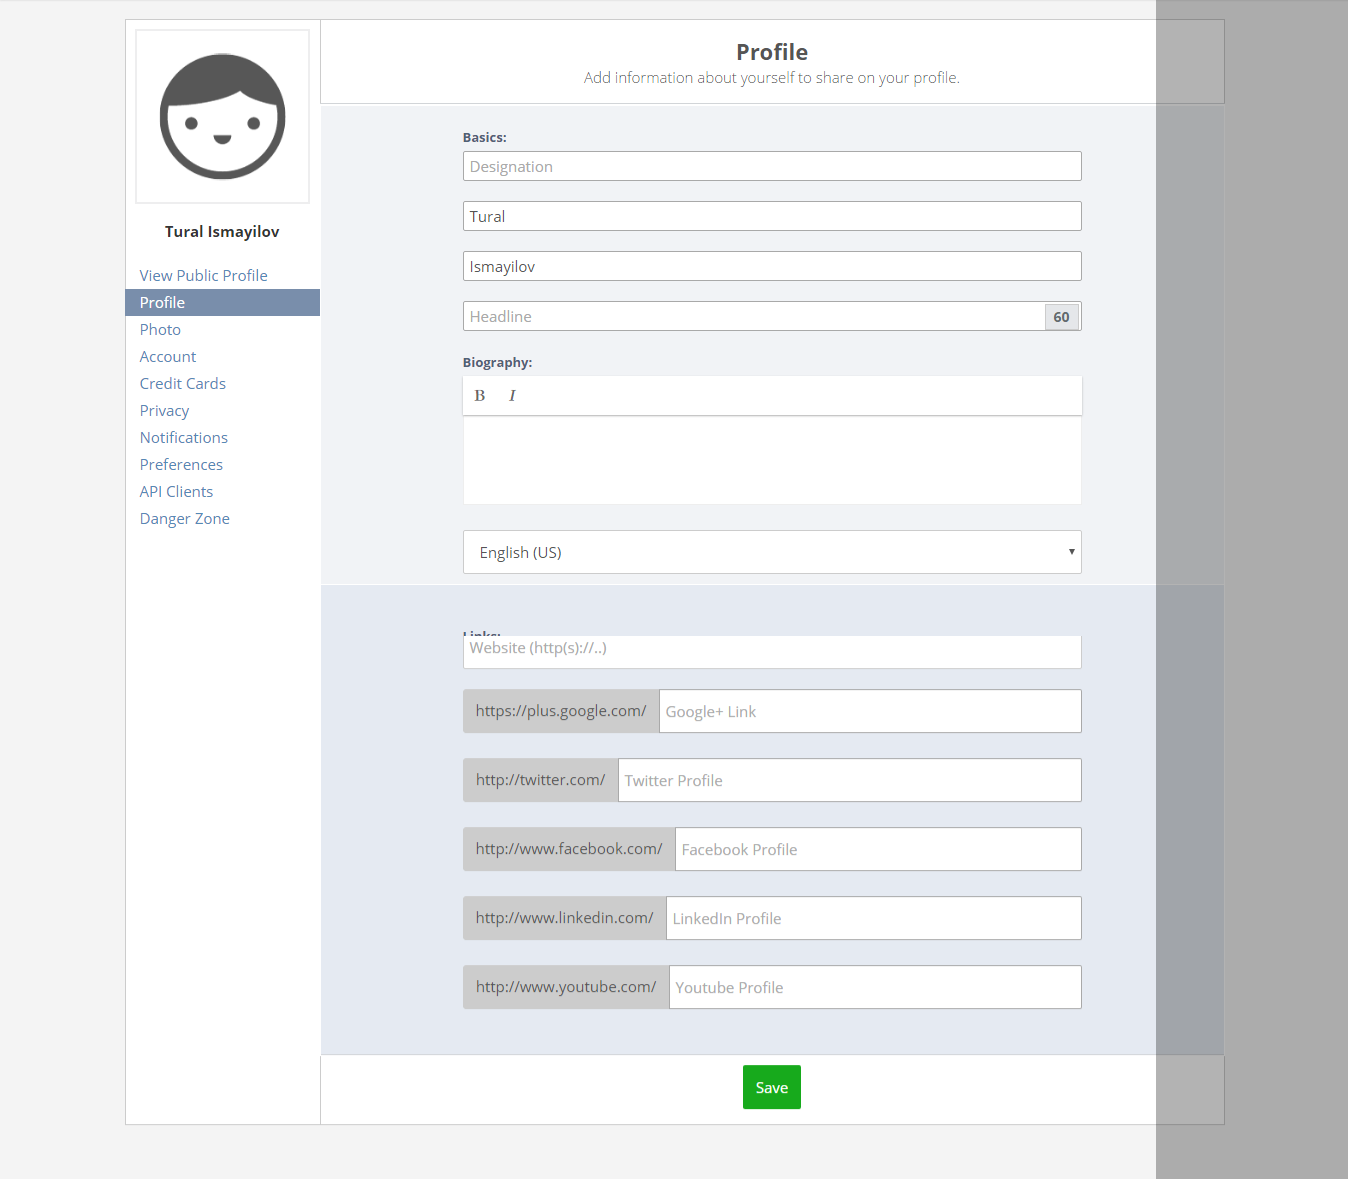 Profile
Add information about yourself to share on your profile.
Tural Ismayilov
View Public Profile
Profile
Photo
Account
Credit Cards
Privacy
Notifications
Preferences
API Clients
Danger Zone
Basics:
Designation
Tural
Ismayilov
Headline 60
Biography:
B I
English (US)
Links:
Website (http(s)://..)
https://plus.google.com/ Google+ Link
http://twitter.com/ Twitter Profile
http://www.facebook.com/ Facebook Profile
http://www.linkedin.com/ LinkedIn Profile
http://www.youtube.com/ Youtube Profile
Save